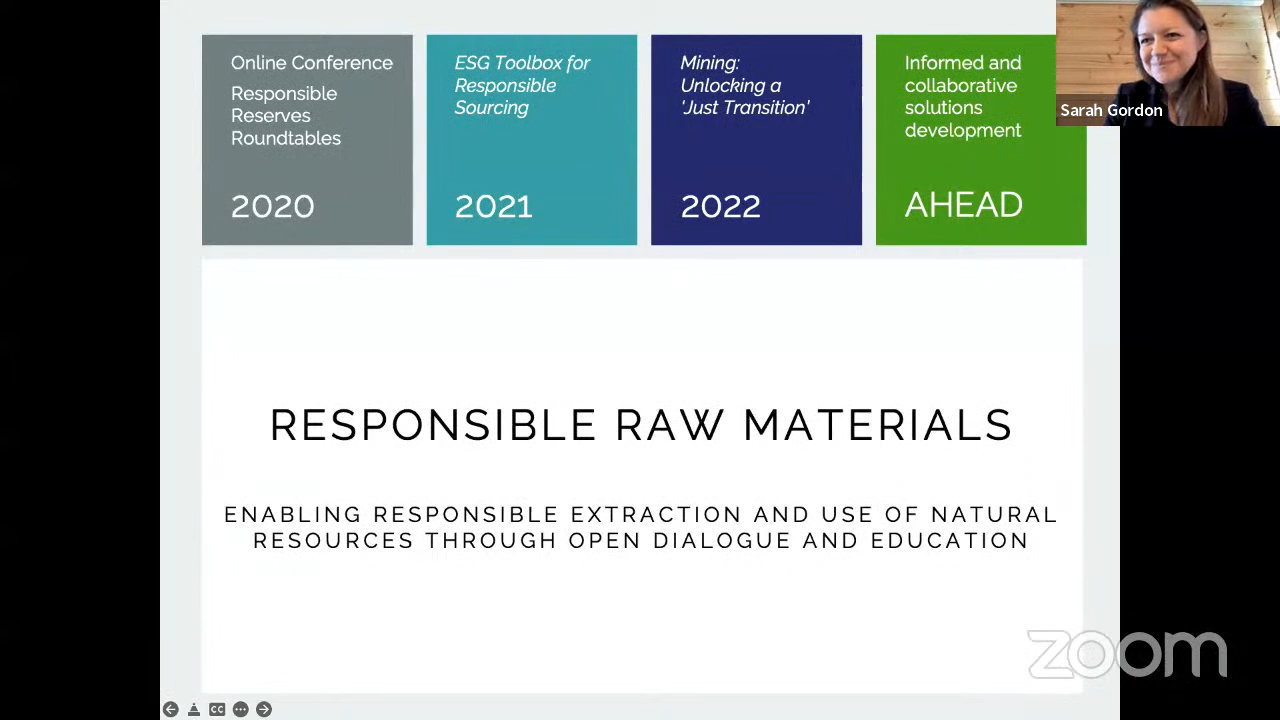 Online Conference
Responsible
Reserves
Roundtables
2020
ESG Toolbox for
Responsible
Sourcing
2021
Mining:
Unlocking a
'Just Transition'
2022
Informed and
collaborative
solutions
development
AHEAD
Sarah Gordon
RESPONSIBLE RAW MATERIALS
ENABLING RESPONSIBLE EXTRACTION AND USE OF NATURAL
RESOURCES THROUGH OPEN DIALOGUE AND EDUCATION
zoom
CC